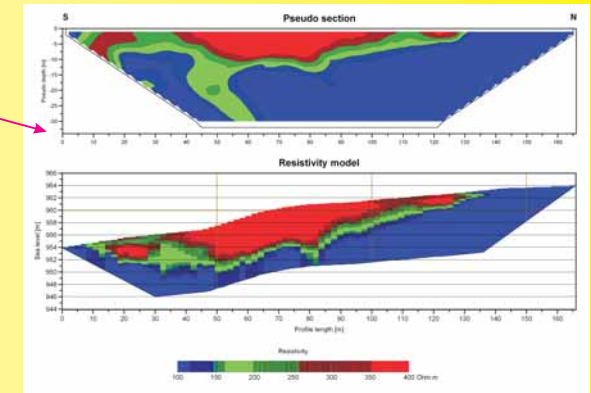 S Pseudo section N
Pseudo depth [m]
0
-5
-10
-15
-20
-25
-30
0 10 20 30 40 50 60 70 80 90 100 110 120 130 140 150 160
Resistivity model
Sea level [m]
966
964
962
960
958
956
954
952
950
948
946
944
0 10 20 30 40 50 60 70 80 90 100 110 120 130 140 150 160
Profile length [m]
Resistivity
100 150 200 250 300 350 400 Ohm m